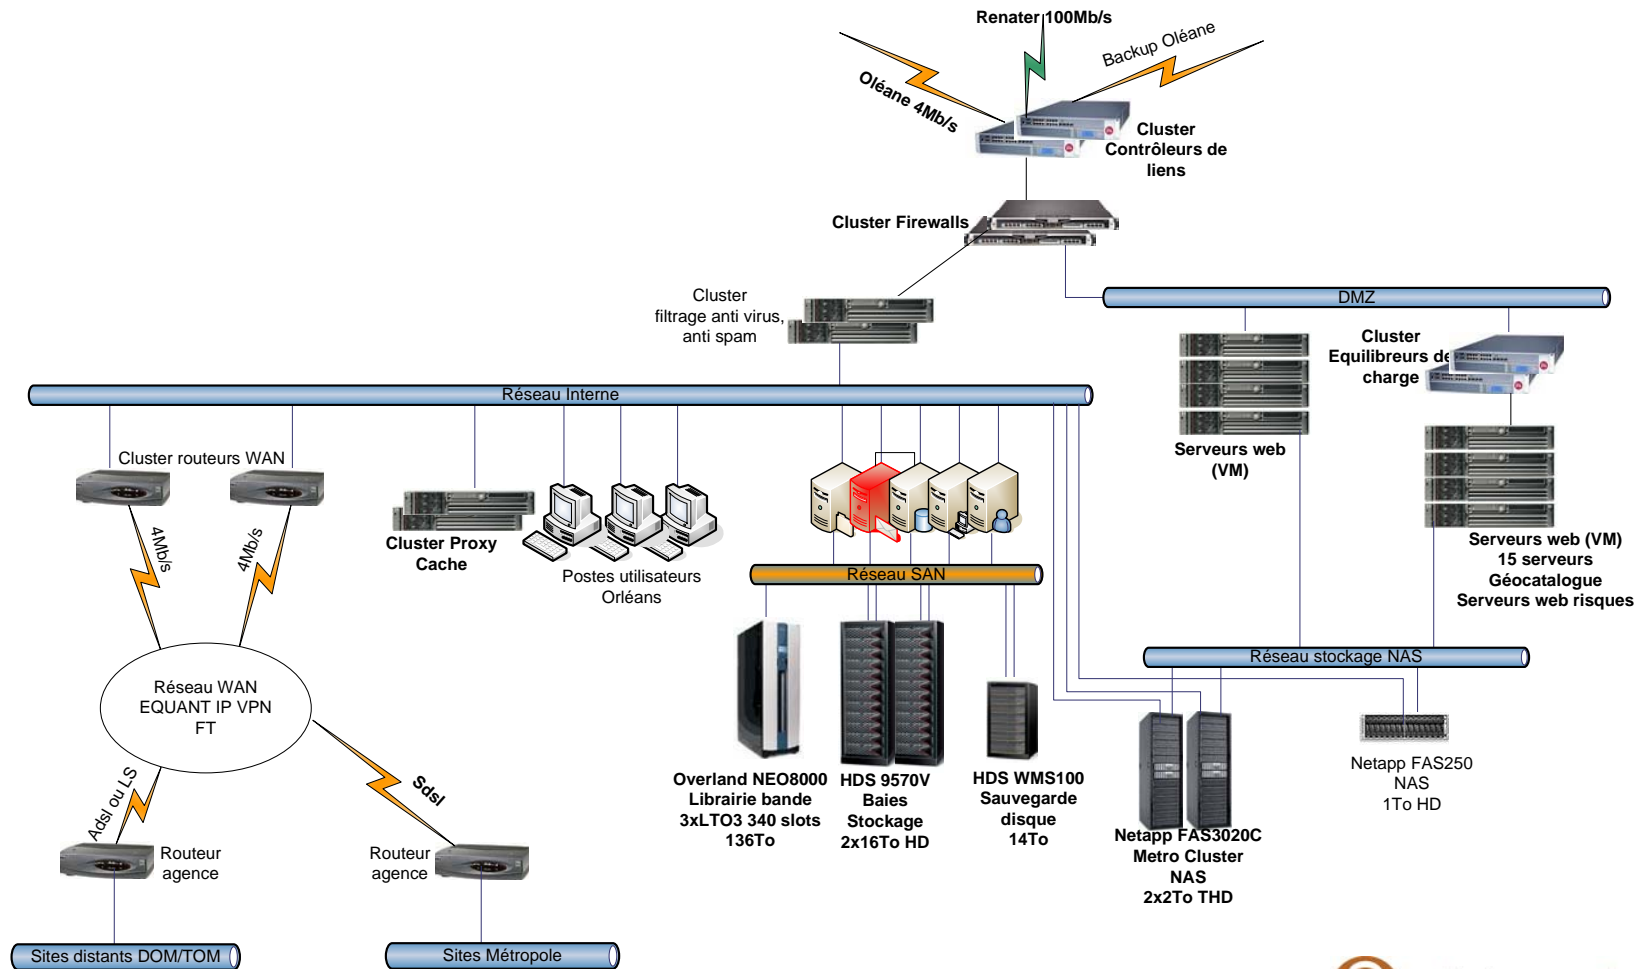 Renater 100Mb/s
Backup Oléane
Oléane 4Mb/s
Cluster
Contrôleurs de
liens
Cluster Firewalls
Cluster
filtrage anti virus,
anti spam
DMZ
Cluster
Equilibreurs de
charge
Réseau Interne
Serveurs web
(VM)
Cluster routeurs WAN
4Mb/s
4Mb/s
Cluster Proxy
Cache
Postes utilisateurs
Orléans
Réseau SAN
Serveurs web (VM)
15 serveurs
Géocatalogue
Serveurs web risques
Réseau stockage NAS
Réseau WAN
EQUANT IP VPN
FT
Adsl ou LS
Sdsl
Overland NEO8000
Librairie bande
3xLTO3 340 slots
136To
HDS 9570V
Baies
Stockage
2x16To HD
HDS WMS100
Sauvegarde
disque
14To
Netapp FAS3020C
Metro Cluster
NAS
2x2To THD
Netapp FAS250
NAS
1To HD
Routeur
agence
Routeur
agence
Sites distants DOM/TOM
Sites Métropole